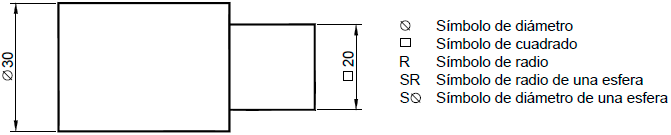 ∅30
□20
∅ Símbolo de diámetro
□ Símbolo de cuadrado
R Símbolo de radio
SR Símbolo de radio de una esfera
S∅ Símbolo de diámetro de una esfera